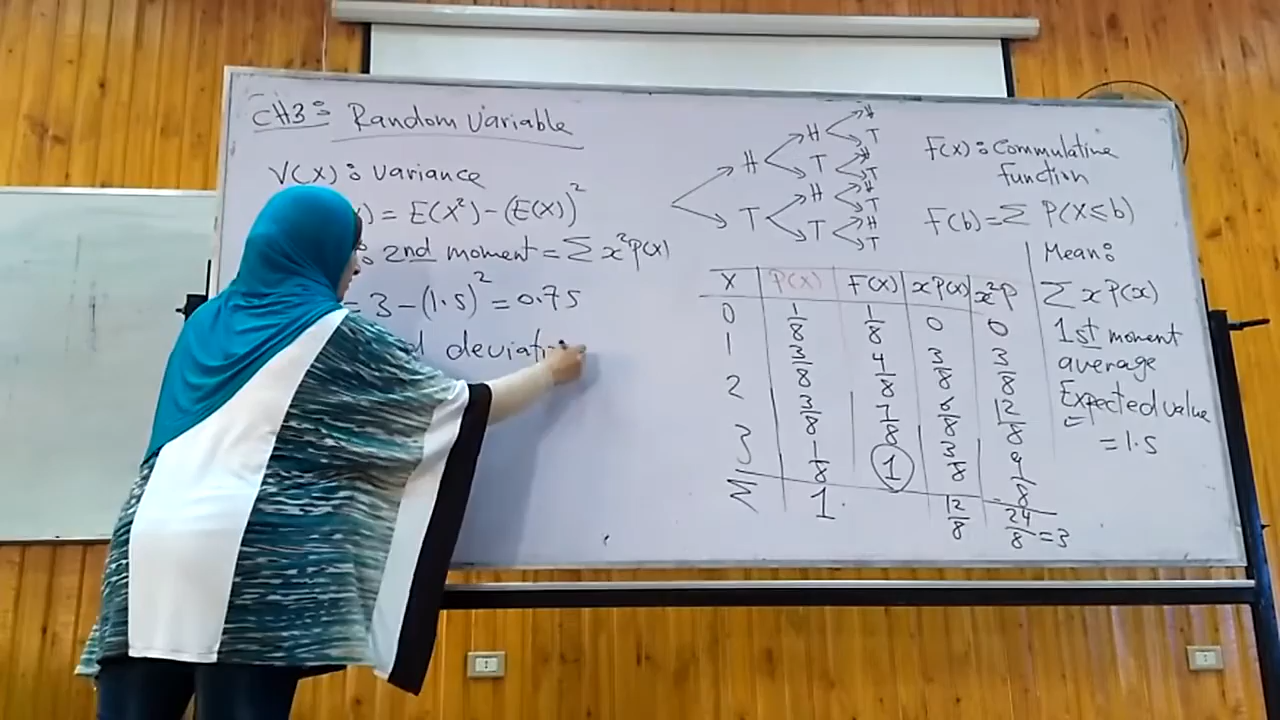 CH3: Random Variable
V(X): Variance
) = E(X²) - (E(X))²
: 2nd moment = Σ x²P(x)
= 3 - (1.5)² = 0.75
d deviati
H H H
T
T H
T
T H H
T
T H
T
F(X): Commulative
function
F(b) = Σ P(X≤b)
X P(X) F(X) xP(x) x²P
0 1/8 1/8 0 0
1 3/8 4/8 3/8 3/8
2 3/8 7/8 6/8 12/8
3 1/8 1 3/8 9/8
Σ 1 12/8 24/8 = 3
Mean:
Σ x P(x)
1st moment
average
Expected value
= 1.5